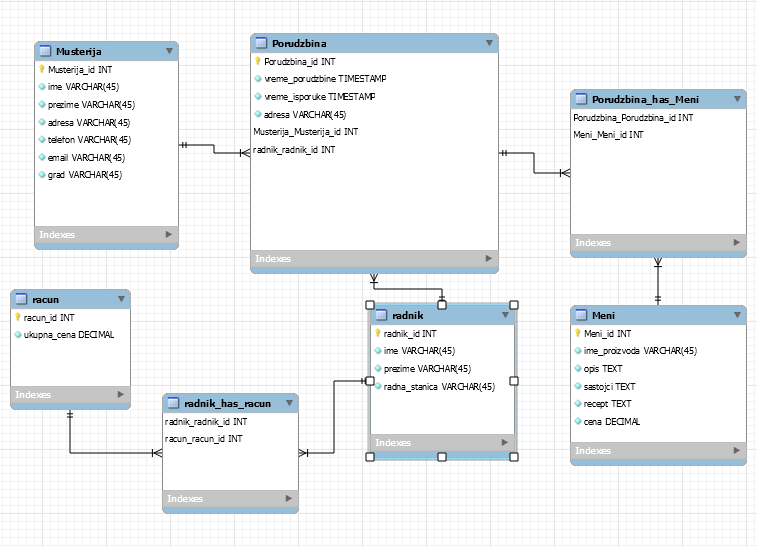 Musterija
Musterija_id INT
ime VARCHAR(45)
prezime VARCHAR(45)
adresa VARCHAR(45)
telefon VARCHAR(45)
email VARCHAR(45)
grad VARCHAR(45)
Indexes
Porudzbina
Porudzbina_id INT
vreme_porudzbine TIMESTAMP
vreme_isporuke TIMESTAMP
adresa VARCHAR(45)
Musterija_Musterija_id INT
radnik_radnik_id INT
Indexes
Porudzbina_has_Meni
Porudzbina_Porudzbina_id INT
Meni_Meni_id INT
Indexes
racun
racun_id INT
ukupna_cena DECIMAL
Indexes
radnik_has_racun
radnik_radnik_id INT
racun_racun_id INT
Indexes
radnik
radnik_id INT
ime VARCHAR(45)
prezime VARCHAR(45)
radna_stanica VARCHAR(45)
Indexes
Meni
Meni_id INT
ime_proizvoda VARCHAR(45)
opis TEXT
sastojci TEXT
recept TEXT
cena DECIMAL
Indexes